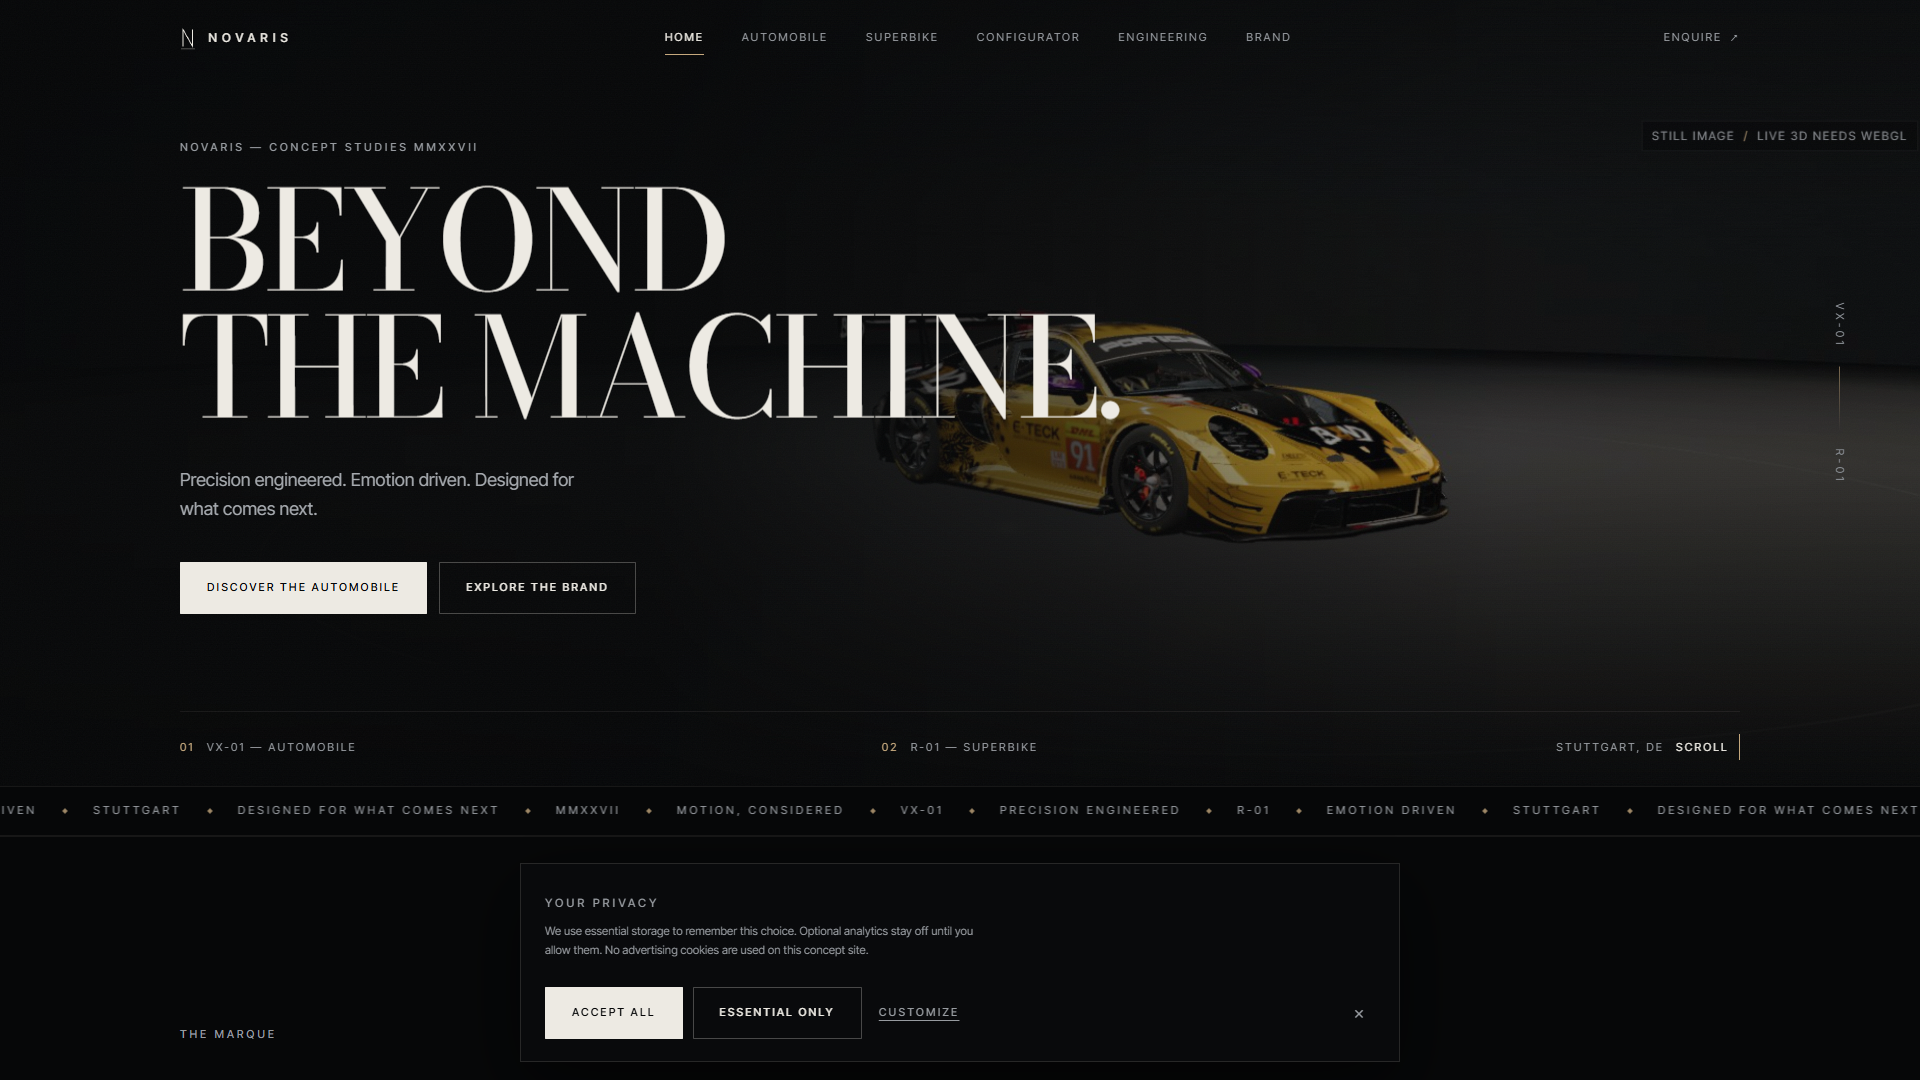 NOVARIS
HOME
AUTOMOBILE
SUPERBIKE
CONFIGURATOR
ENGINEERING
BRAND
ENQUIRE ↗
STILL IMAGE / LIVE 3D NEEDS WEBGL
NOVARIS — CONCEPT STUDIES MMXXVII
BEYOND
THE MACHINE.
E-TECK
91
E-TECK
VX-01
R-01
Precision engineered. Emotion driven. Designed for
what comes next.
DISCOVER THE AUTOMOBILE
EXPLORE THE BRAND
01 VX-01 — AUTOMOBILE
02 R-01 — SUPERBIKE
STUTTGART, DE SCROLL
IVEN ◆ STUTTGART ◆ DESIGNED FOR WHAT COMES NEXT ◆ MMXXVII ◆ MOTION, CONSIDERED ◆ VX-01 ◆ PRECISION ENGINEERED ◆ R-01 ◆ EMOTION DRIVEN ◆ STUTTGART ◆ DESIGNED FOR WHAT COMES NEXT
YOUR PRIVACY
We use essential storage to remember this choice. Optional analytics stay off until you
allow them. No advertising cookies are used on this concept site.
ACCEPT ALL
ESSENTIAL ONLY
CUSTOMIZE
✕
THE MARQUE